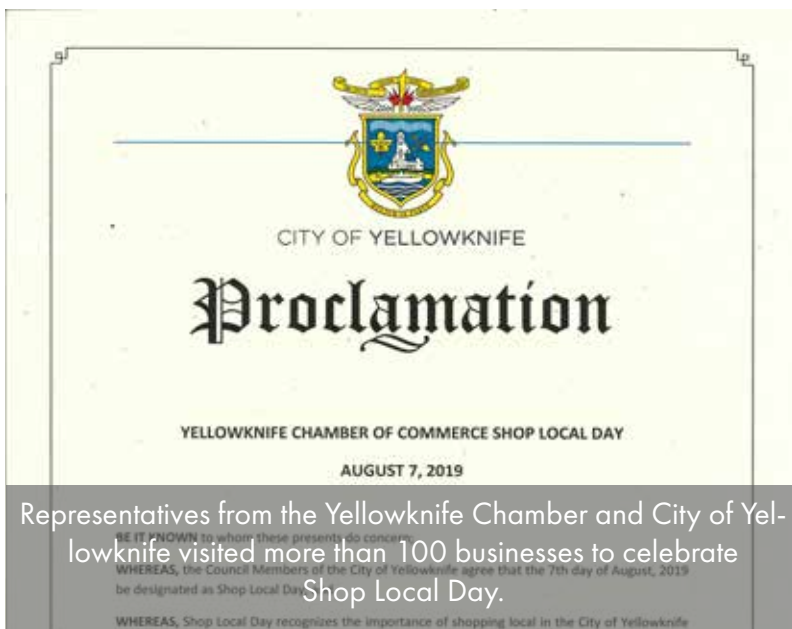 CITY OF YELLOWKNIFE
Proclamation
YELLOWKNIFE CHAMBER OF COMMERCE SHOP LOCAL DAY
AUGUST 7, 2019
Representatives from the Yellowknife Chamber and City of Yel-
BE IT KNOWN to whom these presents do concern:
lowknife visited more than 100 businesses to celebrate
WHEREAS, the Council Members of the City of Yellowknife agree that the 7th day of August, 2019
Shop Local Day.
be designated as Shop Local Day
WHEREAS, Shop Local Day recognizes the importance of shopping local in the City of Yellowknife